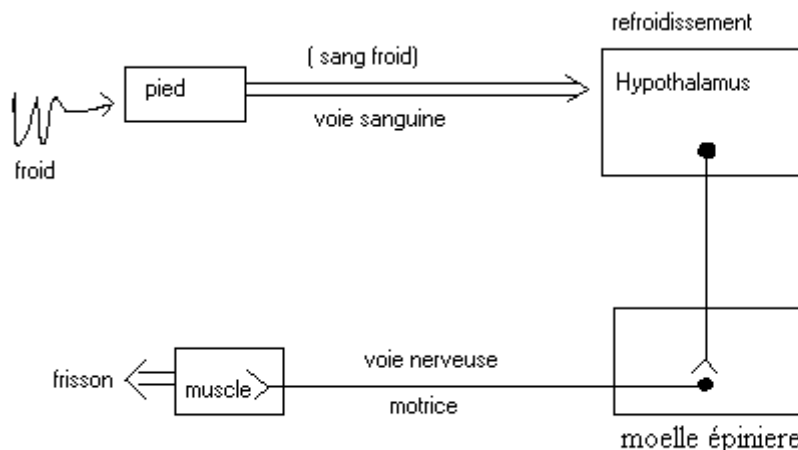 refroidissement
( sang froid)
pied
Hypothalamus
voie sanguine
froid
voie nerveuse
frisson
muscle
motrice
moelle épiniere